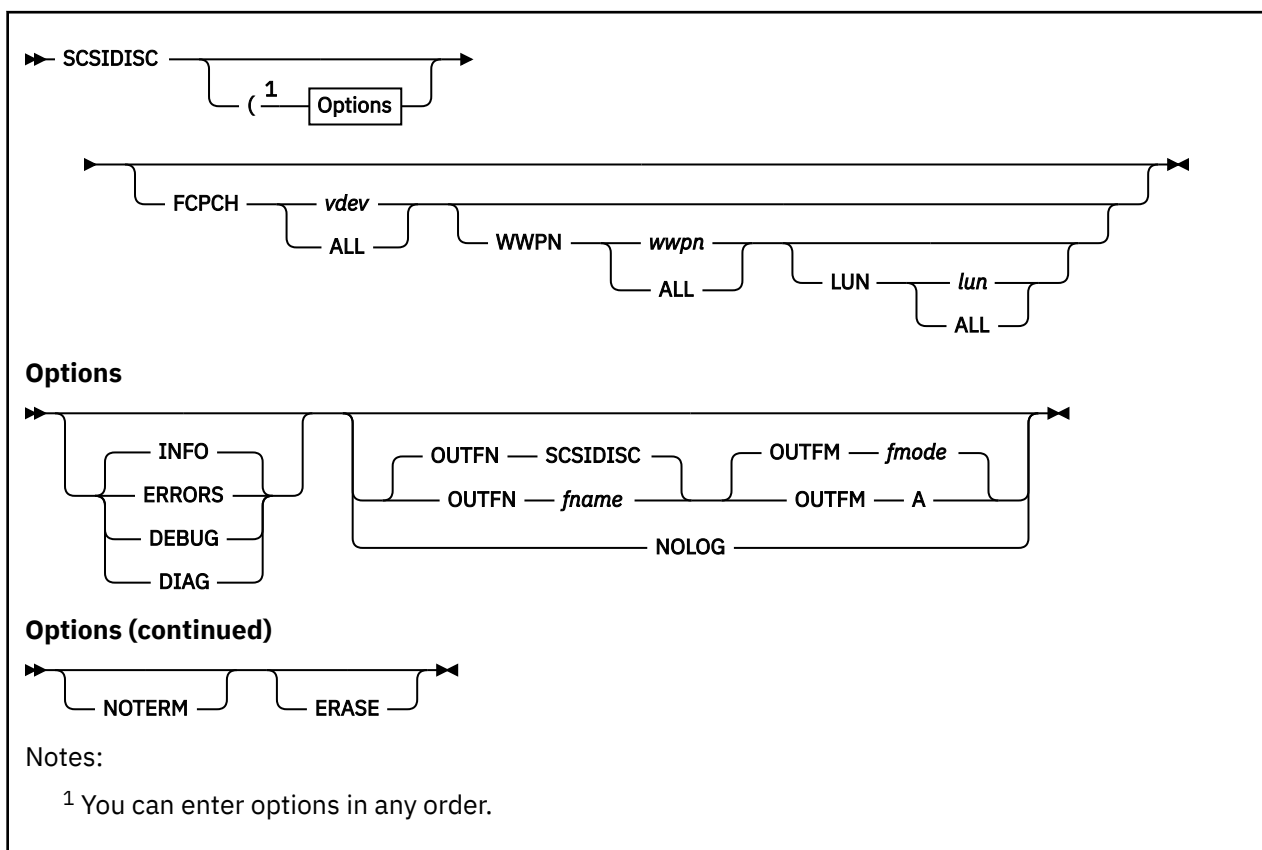 SCSIDISC
( 1 Options
FCPCH vdev
ALL
WWPN wwpn
ALL
LUN lun
ALL
Options
INFO
ERRORS
DEBUG
DIAG
OUTFN SCSIDISC
OUTFN fname
OUTFM fmode
OUTFM A
NOLOG
Options (continued)
NOTERM
ERASE
Notes:
1 You can enter options in any order.